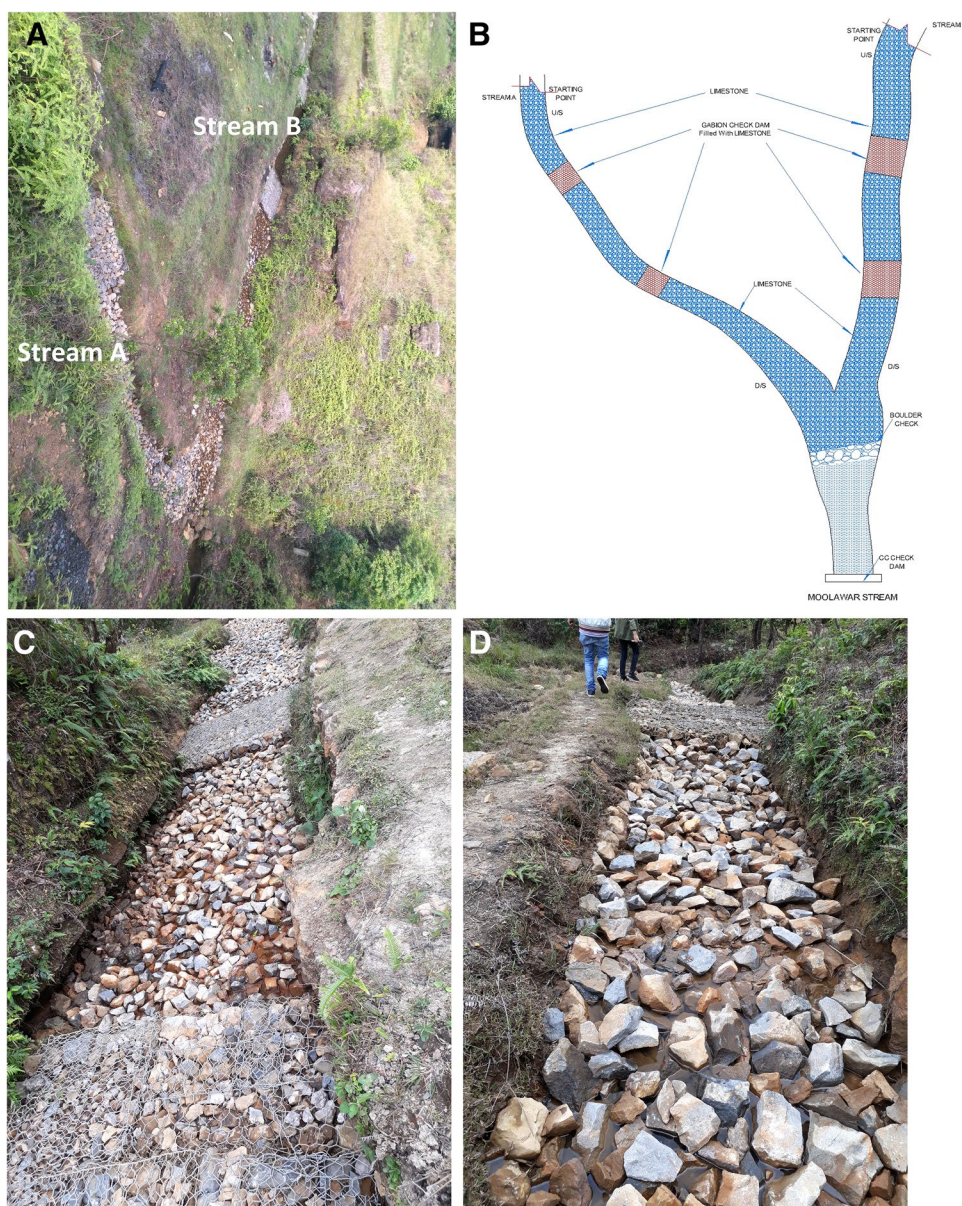 A
Stream B
Stream A
B
STARTING
POINT
STREAM
U/S
STREAM A
STARTING
POINT
U/S
LIMESTONE
GABION CHECK DAM
Filled With LIMESTONE
LIMESTONE
D/S
D/S
BOULDER
CHECK
CC CHECK
DAM
MOOLAWAR STREAM
C
D